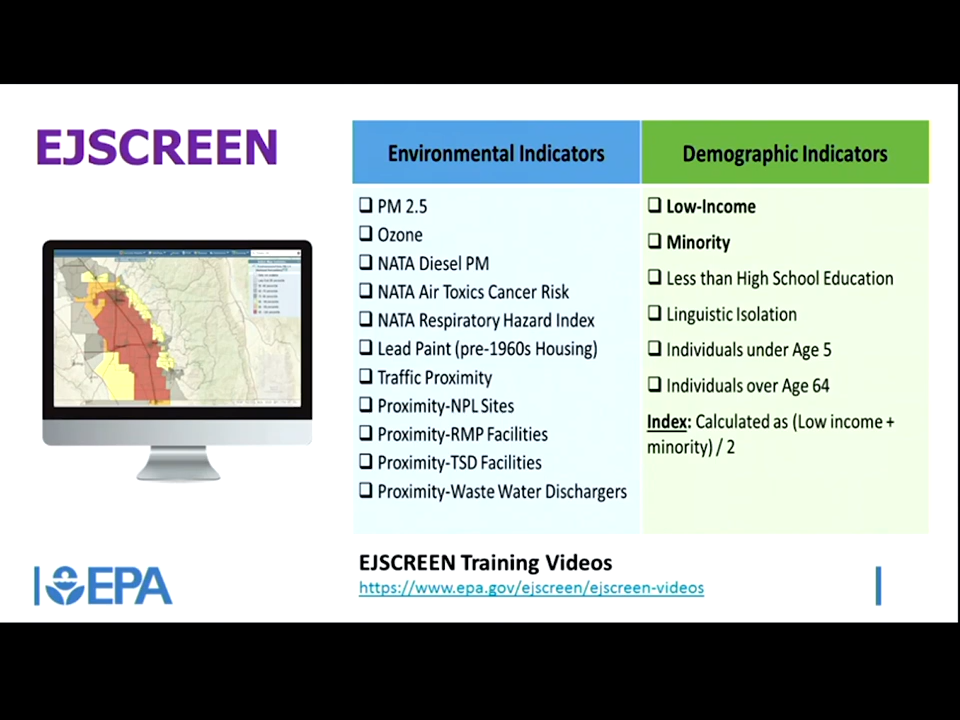 EJSCREEN
Environmental Indicators
PM 2.5
Ozone
NATA Diesel PM
NATA Air Toxics Cancer Risk
NATA Respiratory Hazard Index
Lead Paint (pre-1960s Housing)
Traffic Proximity
Proximity-NPL Sites
Proximity-RMP Facilities
Proximity-TSD Facilities
Proximity-Waste Water Dischargers
Demographic Indicators
Low-Income
Minority
Less than High School Education
Linguistic Isolation
Individuals under Age 5
Individuals over Age 64
Index: Calculated as (Low income +
minority) / 2
EJSCREEN Training Videos
https://www.epa.gov/ejscreen/ejscreen-videos
EPA